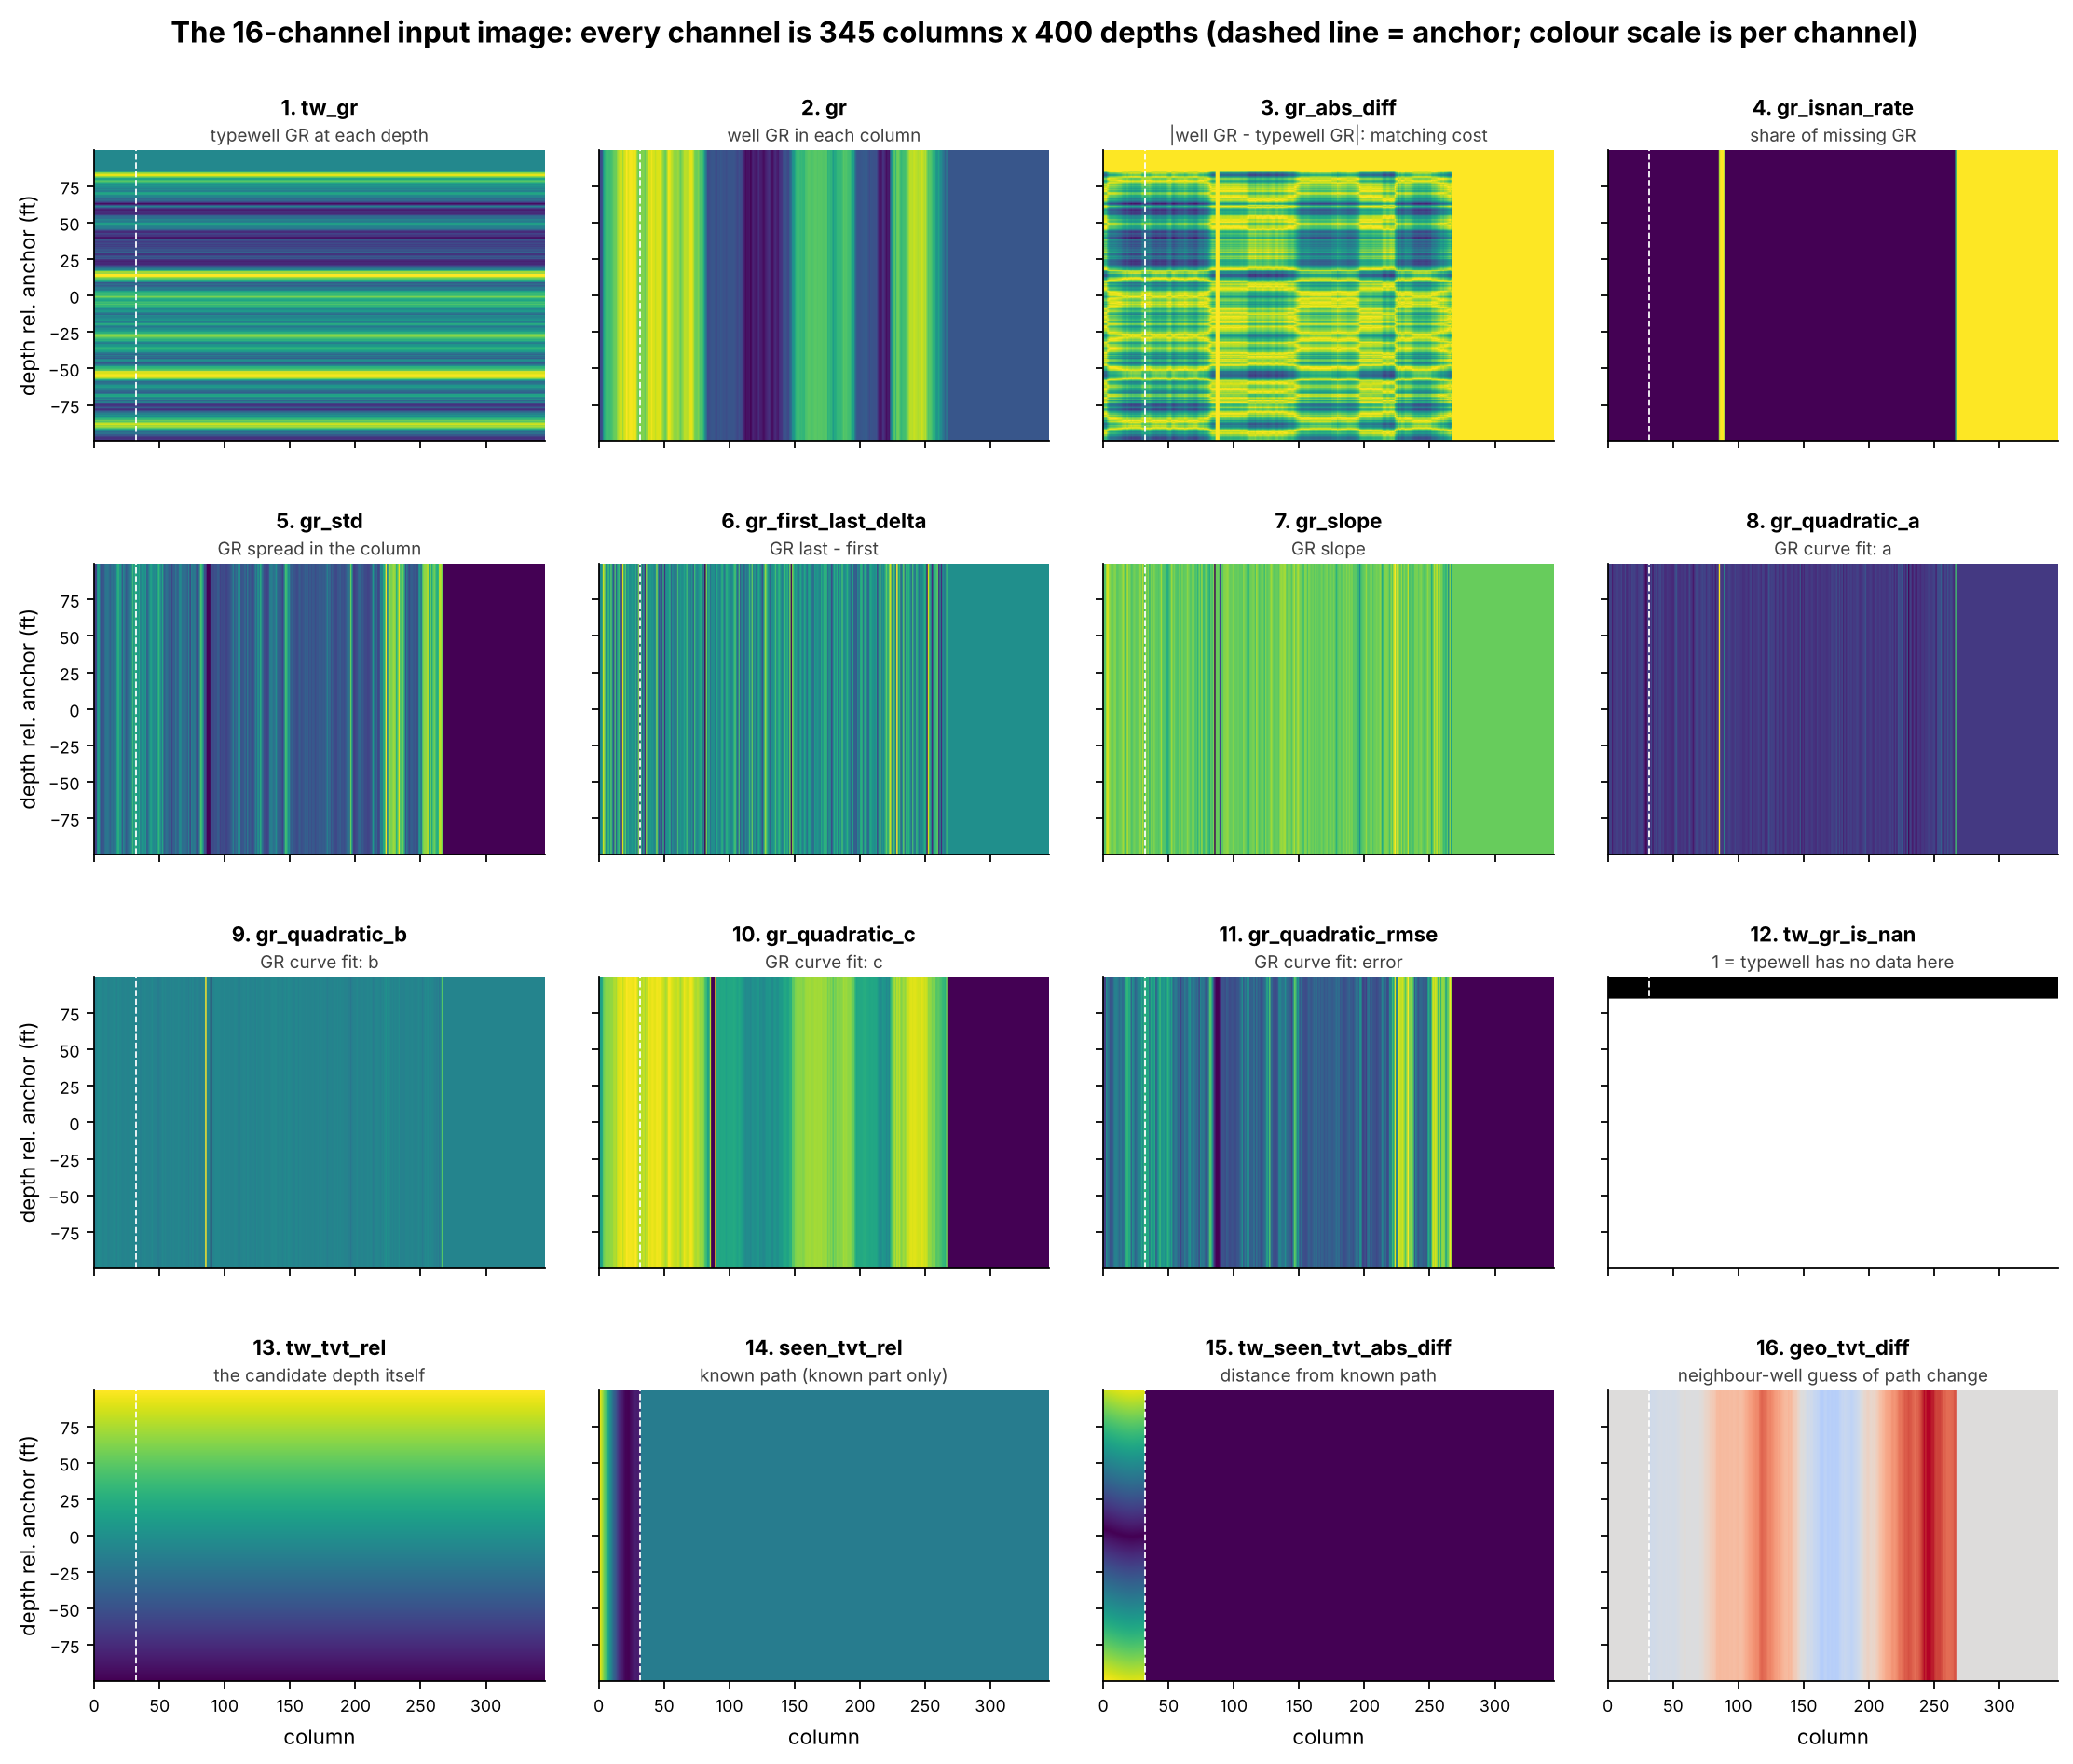 The 16-channel input image: every channel is 345 columns x 400 depths (dashed line = anchor; colour scale is per channel)
1. tw_gr
typewell GR at each depth
2. gr
well GR in each column
3. gr_abs_diff
|well GR - typewell GR|: matching cost
4. gr_isnan_rate
share of missing GR
depth rel. anchor (ft)
75
50
25
0
−25
−50
−75
5. gr_std
GR spread in the column
6. gr_first_last_delta
GR last - first
7. gr_slope
GR slope
8. gr_quadratic_a
GR curve fit: a
depth rel. anchor (ft)
75
50
25
0
−25
−50
−75
9. gr_quadratic_b
GR curve fit: b
10. gr_quadratic_c
GR curve fit: c
11. gr_quadratic_rmse
GR curve fit: error
12. tw_gr_is_nan
1 = typewell has no data here
depth rel. anchor (ft)
75
50
25
0
−25
−50
−75
13. tw_tvt_rel
the candidate depth itself
14. seen_tvt_rel
known path (known part only)
15. tw_seen_tvt_abs_diff
distance from known path
16. geo_tvt_diff
neighbour-well guess of path change
depth rel. anchor (ft)
75
50
25
0
−25
−50
−75
0 50 100 150 200 250 300
0 50 100 150 200 250 300
0 50 100 150 200 250 300
0 50 100 150 200 250 300
column
column
column
column